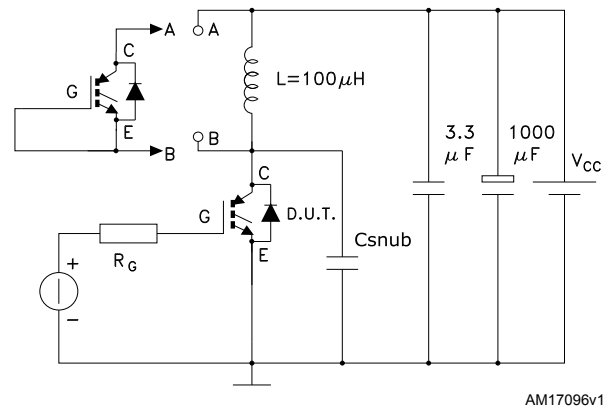 A
A
C
G
E
B
B
L=100μH
3.3
μF
1000
μF
VCC
C
G
D.U.T.
E
Csnub
RG
+
−
AM17096v1